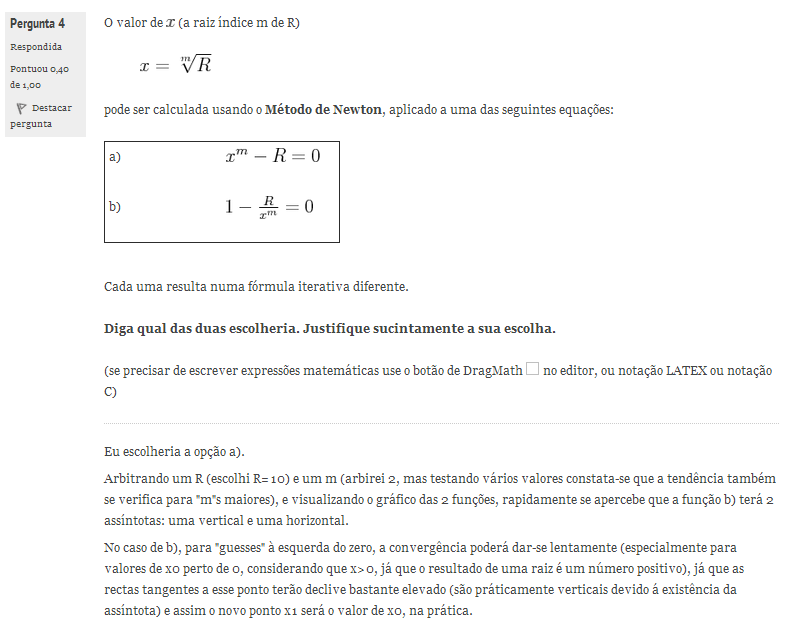 Pergunta 4
Respondida
Pontuou 0,40
de 1,00
Destacar
pergunta
O valor de x (a raiz índice m de R)
x = \sqrt[m]{R}
pode ser calculada usando o Método de Newton, aplicado a uma das seguintes equações:
a) x^m − R = 0
b) 1 − \frac{R}{x^m} = 0
Cada uma resulta numa fórmula iterativa diferente.
Diga qual das duas escolheria. Justifique sucintamente a sua escolha.
(se precisar de escrever expressões matemáticas use o botão de DragMath no editor, ou notação LATEX ou notação
C)
Eu escolheria a opção a).
Arbitrando um R (escolhi R= 10) e um m (arbirei 2, mas testando vários valores constata-se que a tendência também
se verifica para "m"s maiores), e visualizando o gráfico das 2 funções, rapidamente se apercebe que a função b) terá 2
assíntotas: uma vertical e uma horizontal.
No caso de b), para "guesses" à esquerda do zero, a convergência poderá dar-se lentamente (especialmente para
valores de x0 perto de 0, considerando que x>0, já que o resultado de uma raiz é um número positivo), já que as
rectas tangentes a esse ponto terão declive bastante elevado (são práticamente verticais devido á existência da
assíntota) e assim o novo ponto x1 será o valor de x0, na prática.